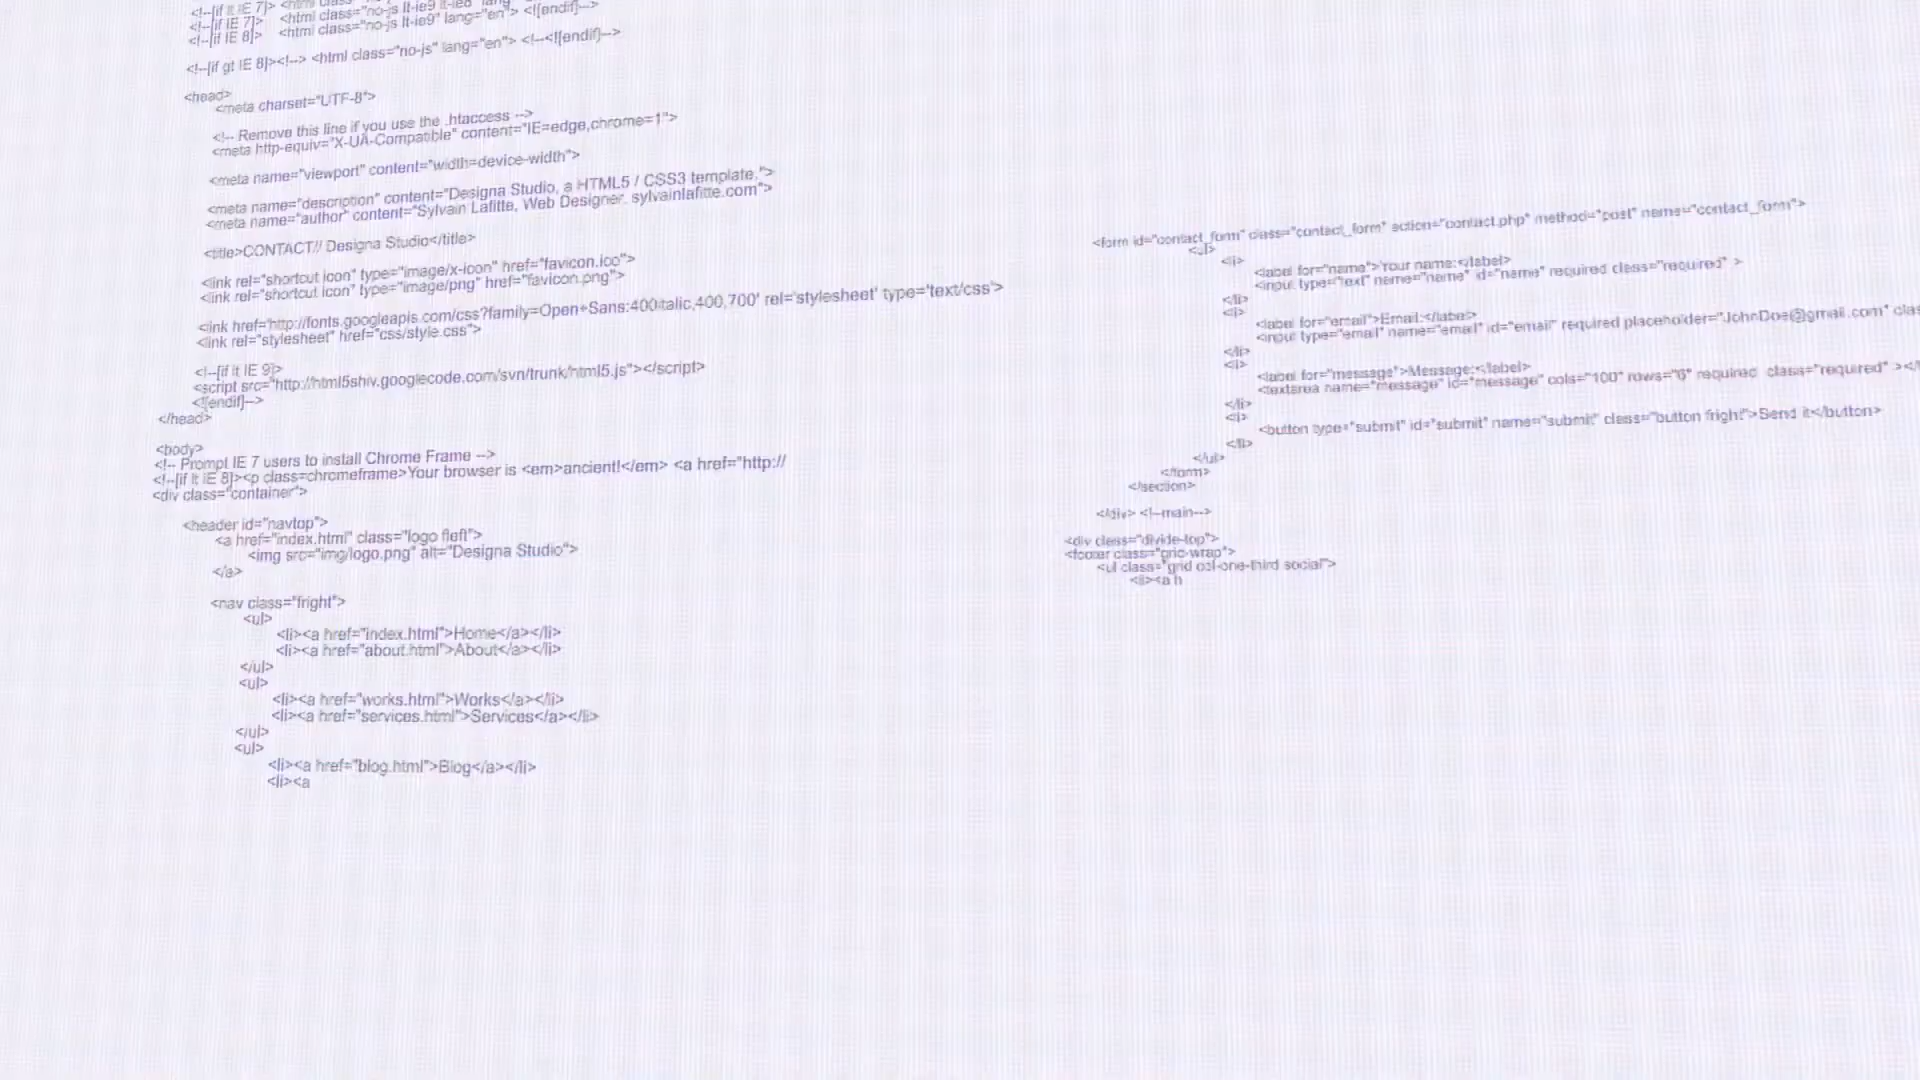 <!--[if lt IE 7]> <html class="no-js lt-ie9 lt-ie8 lang
<!--[if IE 7]> <html class="no-js lt-ie9 lt-ie8" lang=
<!--[if IE 8]> <html class="no-js lt-ie9" lang="en"> <![endif]-->
<!--[if gt IE 8]><!--> <html class="no-js" lang="en"> <!--<![endif]-->
<head>
<meta charset="UTF-8">
<!-- Remove this line if you use the .htaccess -->
<meta http-equiv="X-UA-Compatible" content="IE=edge,chrome=1">
<meta name="viewport" content="width=device-width">
<meta name="description" content="Designa Studio, a HTML5 / CSS3 template.">
<meta name="author" content="Sylvain Lafitte, Web Designer, sylvainlafitte.com">
<title>CONTACT// Designa Studio</title>
<link rel="shortcut icon" type="image/x-icon" href="favicon.ico">
<link rel="shortcut icon" type="image/png" href="favicon.png">
<link href='http://fonts.googleapis.com/css?family=Open+Sans:400italic,400,700' rel='stylesheet' type='text/css'>
<link rel="stylesheet" href="css/style.css">
<!--[if lt IE 9]>
<script src="http://html5shiv.googlecode.com/svn/trunk/html5.js"></script>
<![endif]-->
</head>
<body>
<!-- Prompt IE 7 users to install Chrome Frame -->
<!--[if lt IE 8]><p class=chromeframe>Your browser is <em>ancient!</em> <a href="http://
<div class="container">
<header id="navtop">
<a href="index.html" class="logo fleft">
<img src="img/logo.png" alt="Designa Studio">
</a>
<nav class="fright">
<ul>
<li><a href="index.html">Home</a></li>
<li><a href="about.html">About</a></li>
</ul>
<ul>
<li><a href="works.html">Works</a></li>
<li><a href="services.html">Services</a></li>
</ul>
<ul>
<li><a href="blog.html">Blog</a></li>
<li><a
<form id="contact_form" class="contact_form" action="contact.php" method="post" name="contact_form">
<ul>
<li>
<label for="name">Your name:</label>
<input type="text" name="name" id="name" required class="required" >
</li>
<li>
<label for="email">Email:</label>
<input type="email" name="email" id="email" required placeholder="JohnDoe@gmail.com" clas
</li>
<li>
<label for="message">Message:</label>
<textarea name="message" id="message" cols="100" rows="6" required class="required" ></
</li>
<li>
<button type="submit" id="submit" name="submit" class="button fright">Send it</button>
</li>
</ul>
</form>
</section>
</div> <!--main-->
<div class="divide-top">
<footer class="grid-wrap">
<ul class="grid col-one-third social">
<li><a h